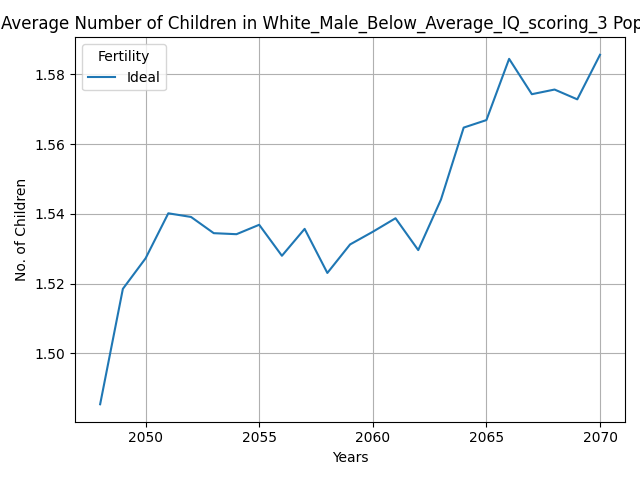 Average Number of Children in White_Male_Below_Average_IQ_scoring_3 Pop
Fertility
Ideal
No. of Children
1.58
1.56
1.54
1.52
1.50
2050 2055 2060 2065 2070
Years